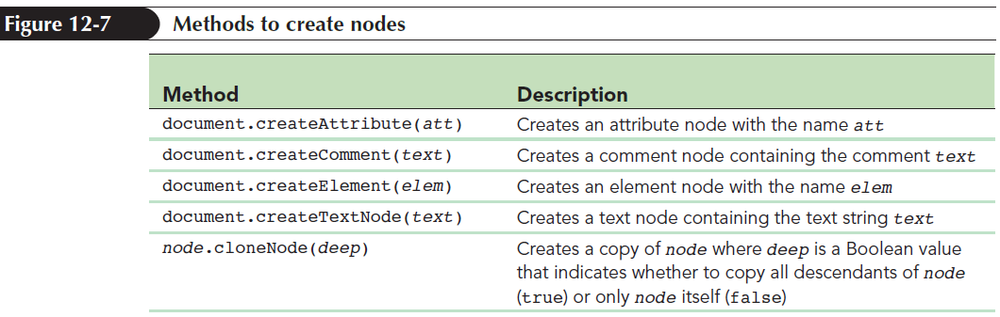 Figure 12-7 Methods to create nodes
Method Description
document.createAttribute(att) Creates an attribute node with the name att
document.createComment(text) Creates a comment node containing the comment text
document.createElement(elem) Creates an element node with the name elem
document.createTextNode(text) Creates a text node containing the text string text
node.cloneNode(deep) Creates a copy of node where deep is a Boolean value
that indicates whether to copy all descendants of node
(true) or only node itself (false)